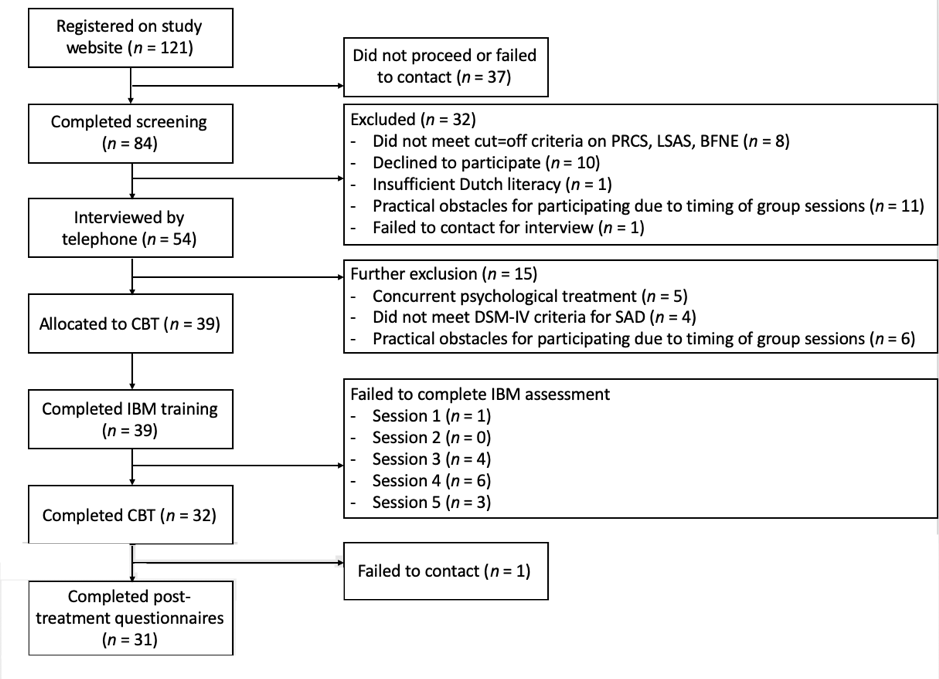 Registered on study
website (n = 121)
Did not proceed or failed
to contact (n = 37)
Completed screening
(n = 84)
Excluded (n = 32)
- Did not meet cut=off criteria on PRCS, LSAS, BFNE (n = 8)
- Declined to participate (n = 10)
- Insufficient Dutch literacy (n = 1)
- Practical obstacles for participating due to timing of group sessions (n = 11)
- Failed to contact for interview (n = 1)
Interviewed by
telephone (n = 54)
Further exclusion (n = 15)
- Concurrent psychological treatment (n = 5)
- Did not meet DSM-IV criteria for SAD (n = 4)
- Practical obstacles for participating due to timing of group sessions (n = 6)
Allocated to CBT (n = 39)
Completed IBM training
(n = 39)
Failed to complete IBM assessment
- Session 1 (n = 1)
- Session 2 (n = 0)
- Session 3 (n = 4)
- Session 4 (n = 6)
- Session 5 (n = 3)
Completed CBT (n = 32)
Failed to contact (n = 1)
Completed post-
treatment questionnaires
(n = 31)